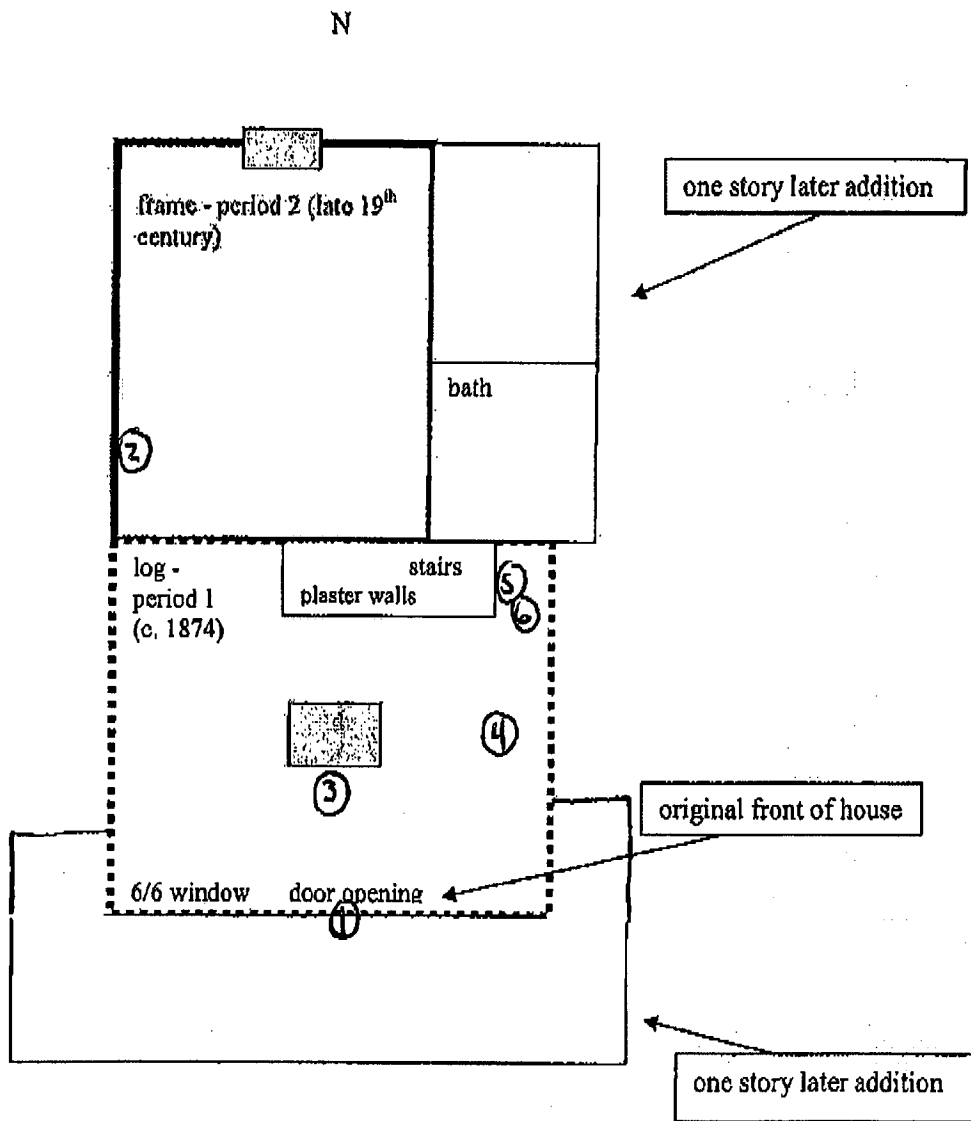 N
one story later addition
frame - period 2 (late 19th
century)
bath
2
log -
period 1
(c. 1874)
stairs
plaster walls
5
6
4
3
original front of house
6/6 window door opening
1
one story later addition